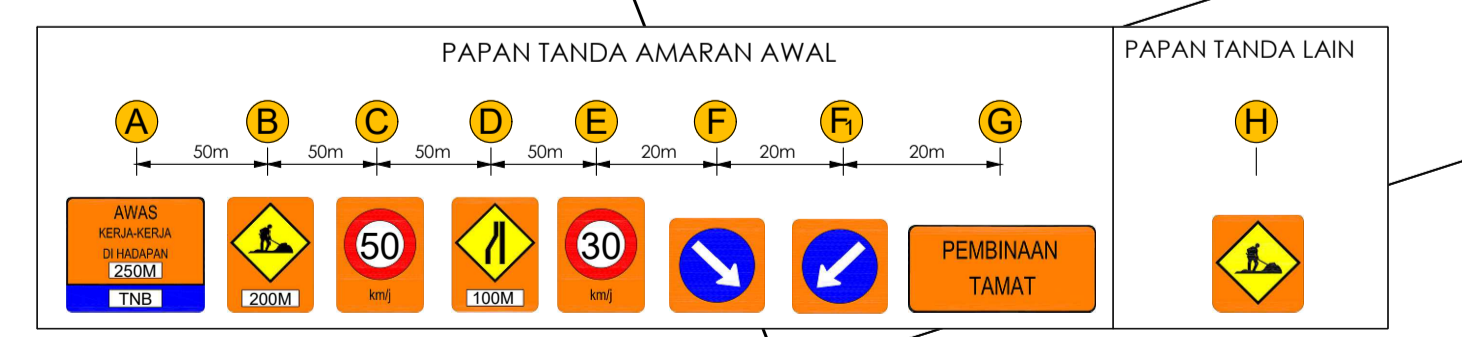 PAPAN TANDA AMARAN AWAL
PAPAN TANDA LAIN
A
B
C
D
E
F
F1
G
H
50m
50m
50m
50m
20m
20m
20m
AWAS
KERJA-KERJA
DI HADAPAN
250M
TNB
200M
50
km/j
100M
30
km/j
PEMBINAAN
TAMAT